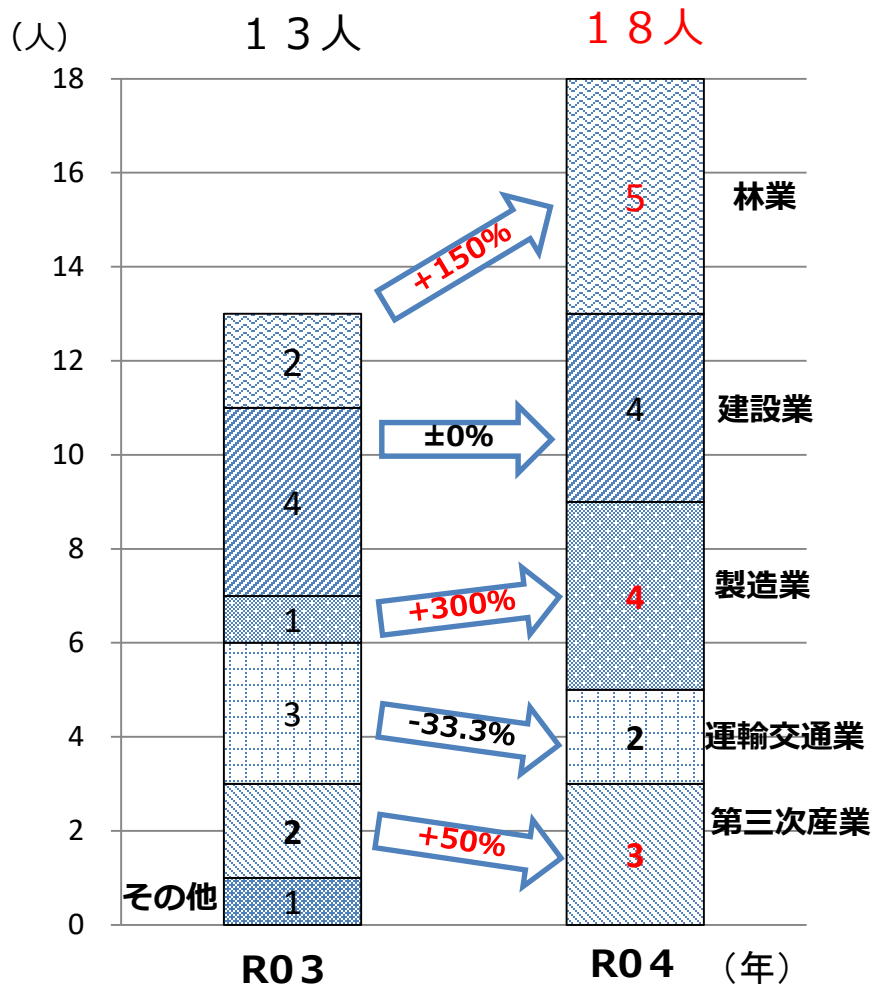 （人）
１３人
１８人
18
16
14
12
10
8
6
4
2
0
2
4
1
3
2
1
その他
+150%
±0%
+300%
-33.3%
+50%
5
4
4
2
3
林業
建設業
製造業
運輸交通業
第三次産業
R0３
R0４
（年）